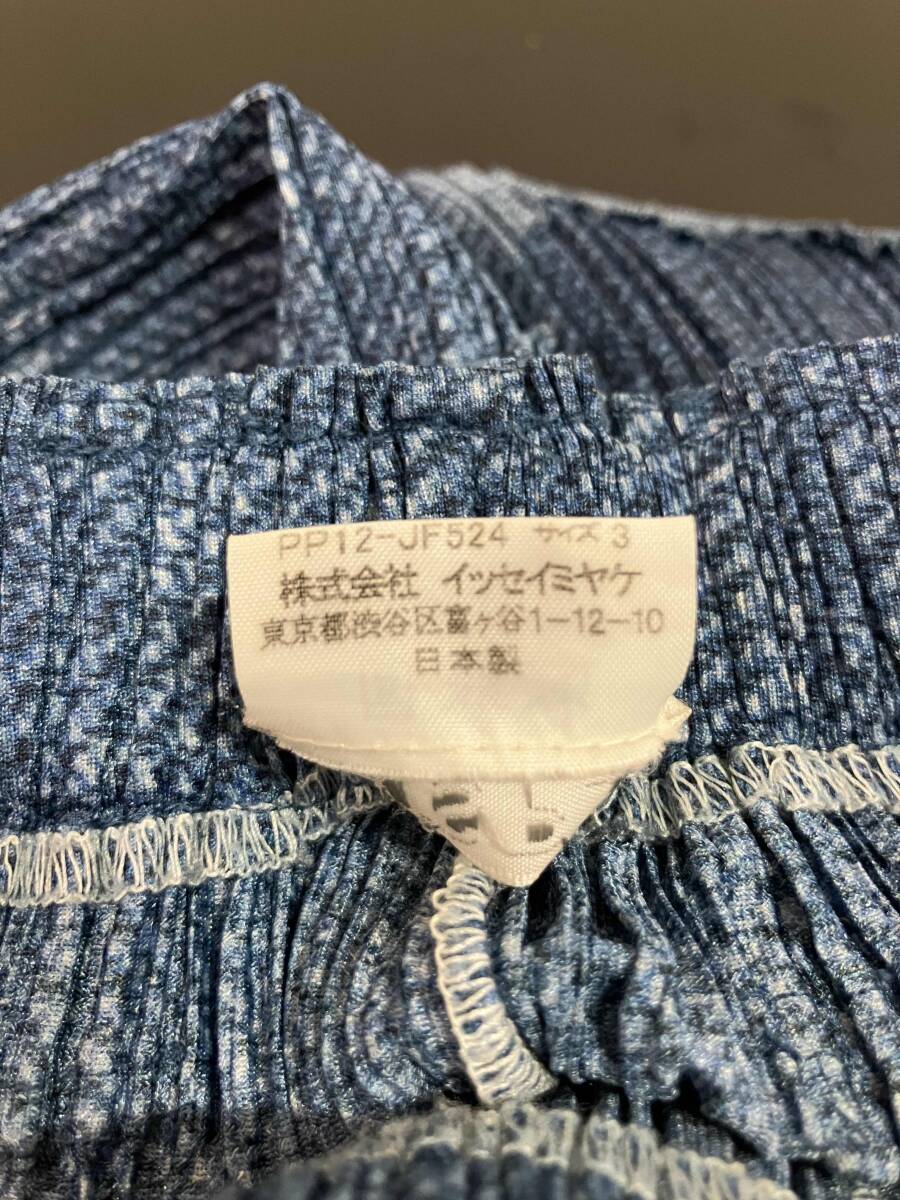 PP12-JF524 サイズ 3
株式会社 イッセイミヤケ
東京都渋谷区富ヶ谷1-12-10
日本製